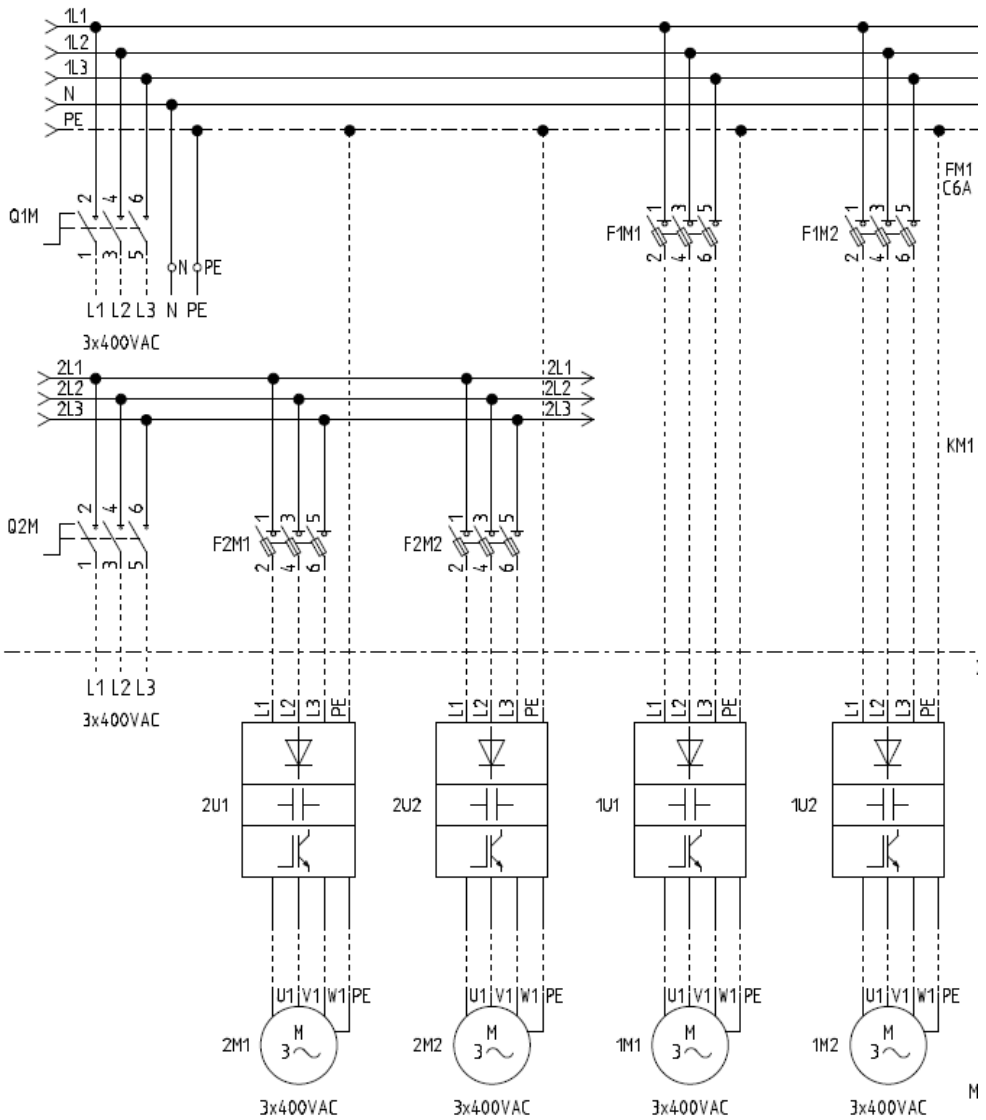 1L1
1L2
1L3
N
PE
FM1
C6A
Q1M
2 4 6
1 3 5
N PE
L1 L2 L3 N PE
3x400VAC
F1M1
1 3 5
2 4 6
F1M2
1 3 5
2 4 6
2L1 2L1
2L2 2L2
2L3 2L3
KM1
Q2M
2 4 6
1 3 5
F2M1
1 3 5
2 4 6
F2M2
1 3 5
2 4 6
L1 L2 L3
3x400VAC
L1 L2 L3 PE
L1 L2 L3 PE
L1 L2 L3 PE
L1 L2 L3 PE
2U1 2U2 1U1 1U2
U1 V1 W1 PE U1 V1 W1 PE U1 V1 W1 PE U1 V1 W1 PE
M M M M
2M1 3 2M2 3 1M1 3 1M2 3
M
3x400VAC 3x400VAC 3x400VAC 3x400VAC